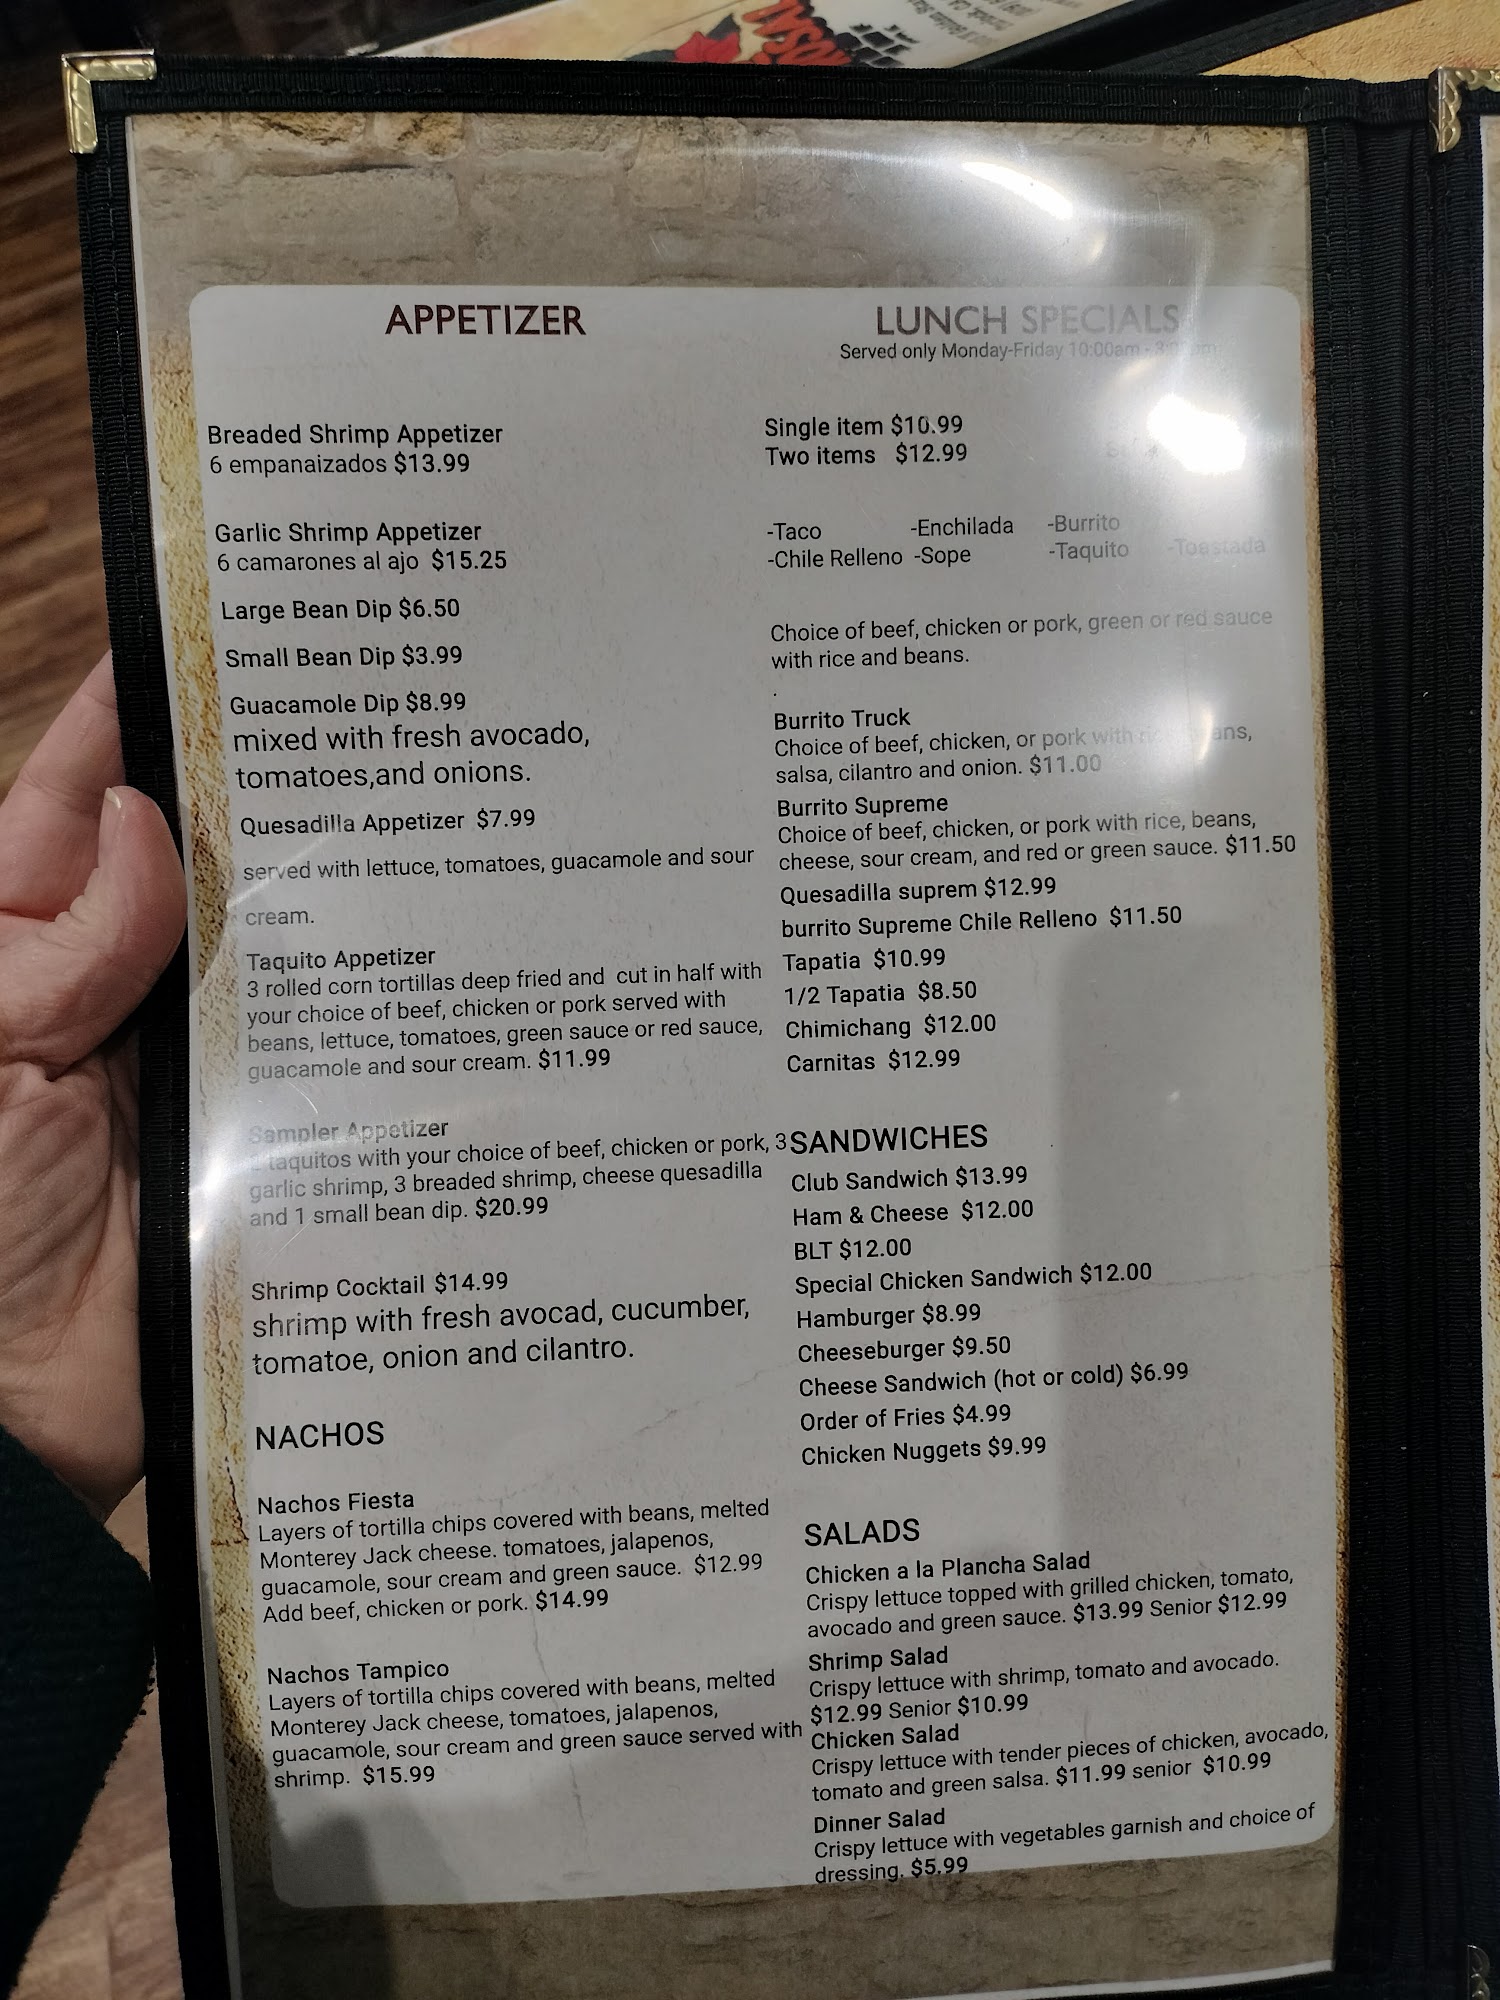 APPETIZER
Breaded Shrimp Appetizer
6 empanaizados $13.99
Garlic Shrimp Appetizer
6 camarones al ajo $15.25
Large Bean Dip $6.50
Small Bean Dip $3.99
Guacamole Dip $8.99
mixed with fresh avocado,
tomatoes,and onions.
Quesadilla Appetizer $7.99
served with lettuce, tomatoes, guacamole and sour
cream.
Taquito Appetizer
3 rolled corn tortillas deep fried and cut in half with
your choice of beef, chicken or pork served with
beans, lettuce, tomatoes, green sauce or red sauce,
guacamole and sour cream. $11.99
Sampler Appetizer
taquitos with your choice of beef, chicken or pork, 3
garlic shrimp, 3 breaded shrimp, cheese quesadilla
and 1 small bean dip. $20.99
Shrimp Cocktail $14.99
shrimp with fresh avocad, cucumber,
tomatoe, onion and cilantro.
NACHOS
Nachos Fiesta
Layers of tortilla chips covered with beans, melted
Monterey Jack cheese. tomatoes, jalapenos,
guacamole, sour cream and green sauce. $12.99
Add beef, chicken or pork. $14.99
Nachos Tampico
Layers of tortilla chips covered with beans, melted
Monterey Jack cheese, tomatoes, jalapenos,
guacamole, sour cream and green sauce served with
shrimp. $15.99
LUNCH SPECIALS
Served only Monday-Friday 10:00am -
Single item $10.99
Two items $12.99
-Taco -Enchilada -Burrito
-Chile Relleno -Sope -Taquito -Toastada
Choice of beef, chicken or pork, green or red sauce
with rice and beans.
.
Burrito Truck
Choice of beef, chicken, or pork with
salsa, cilantro and onion. $11.00
Burrito Supreme
Choice of beef, chicken, or pork with rice, beans,
cheese, sour cream, and red or green sauce. $11.50
Quesadilla suprem $12.99
burrito Supreme Chile Relleno $11.50
Tapatia $10.99
1/2 Tapatia $8.50
Chimichang $12.00
Carnitas $12.99
SANDWICHES
Club Sandwich $13.99
Ham & Cheese $12.00
BLT $12.00
Special Chicken Sandwich $12.00
Hamburger $8.99
Cheeseburger $9.50
Cheese Sandwich (hot or cold) $6.99
Order of Fries $4.99
Chicken Nuggets $9.99
SALADS
Chicken a la Plancha Salad
Crispy lettuce topped with grilled chicken, tomato,
avocado and green sauce. $13.99 Senior $12.99
Shrimp Salad
Crispy lettuce with shrimp, tomato and avocado.
$12.99 Senior $10.99
Chicken Salad
Crispy lettuce with tender pieces of chicken, avocado,
tomato and green salsa. $11.99 senior $10.99
Dinner Salad
Crispy lettuce with vegetables garnish and choice of
dressing. $5.99